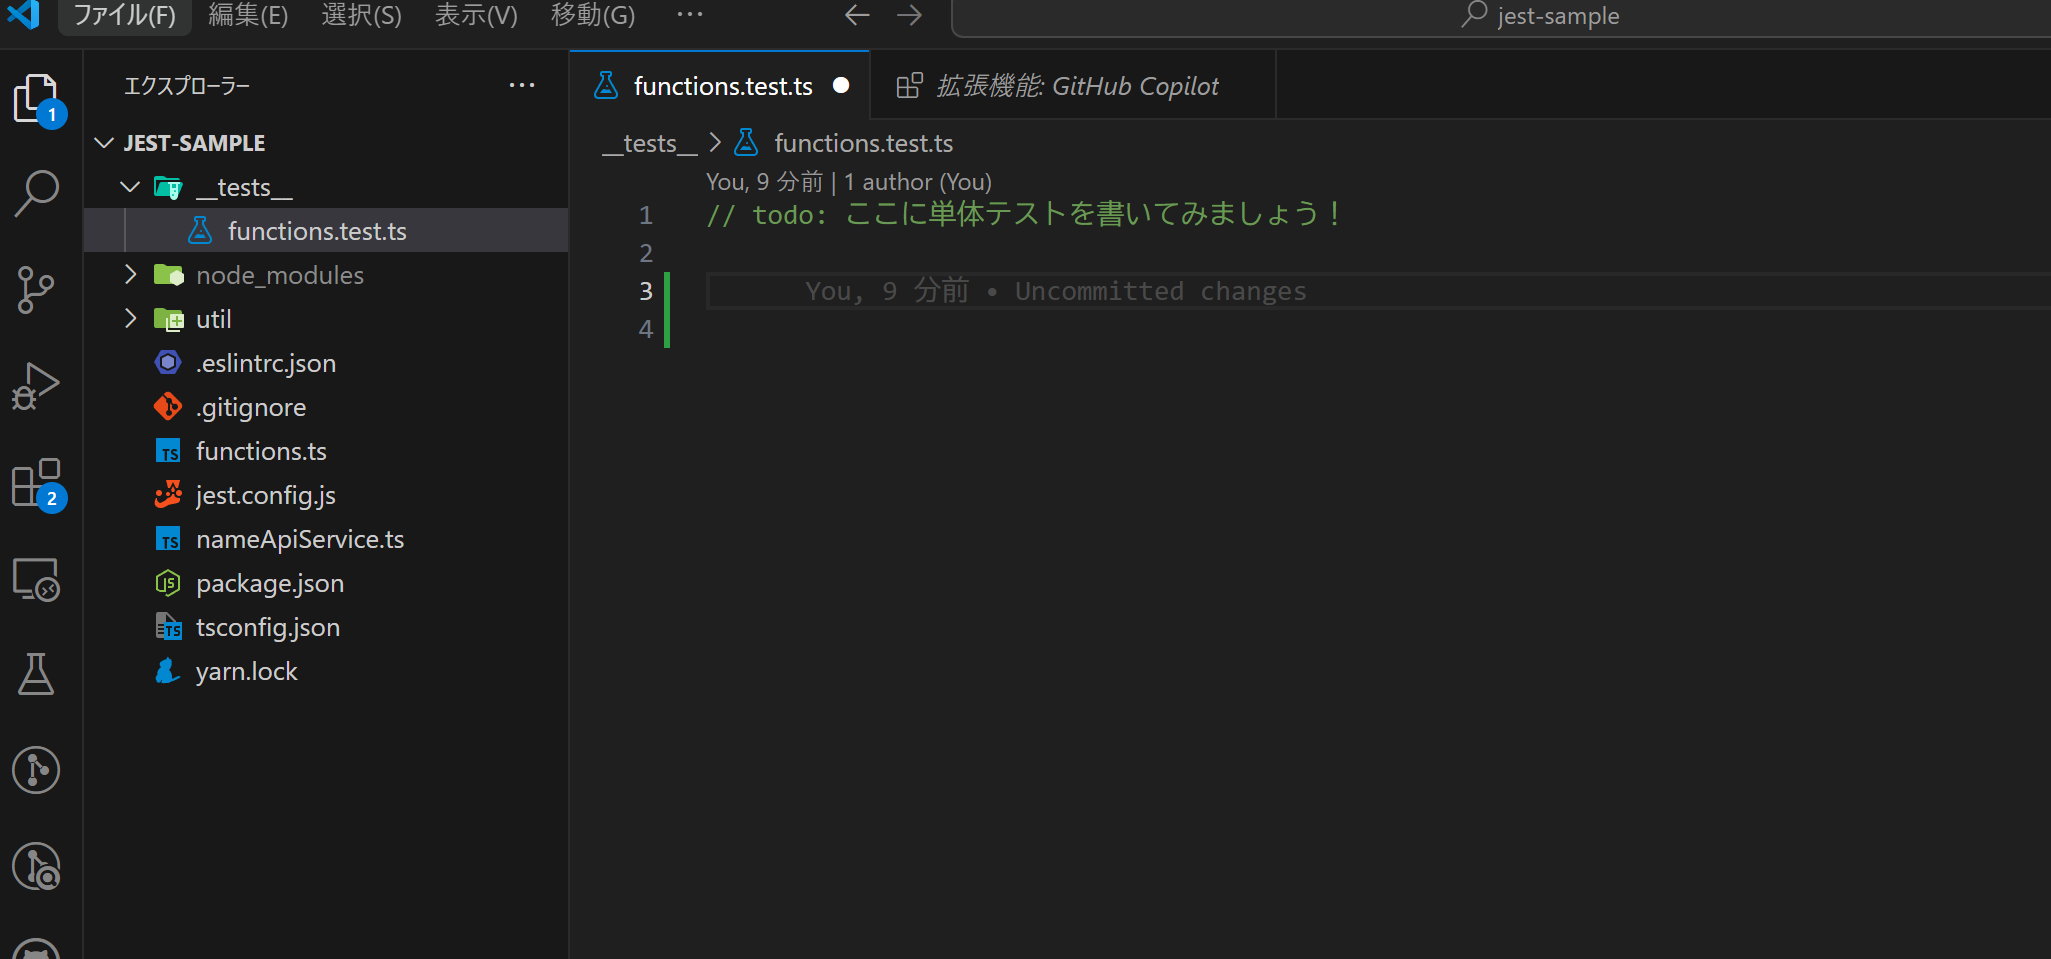 ファイル(F) 編集(E) 選択(S) 表示(V) 移動(G) ··· jest-sample
エクスプローラー ···
1
JEST-SAMPLE
__tests__
functions.test.ts
node_modules
util
.eslintrc.json
.gitignore
functions.ts
jest.config.js
2
nameApiService.ts
package.json
tsconfig.json
yarn.lock
functions.test.ts 拡張機能: GitHub Copilot
__tests__ > functions.test.ts
You, 9 分前 | 1 author (You)
1 // todo: ここに単体テストを書いてみましょう！
2
3 You, 9 分前 • Uncommitted changes
4